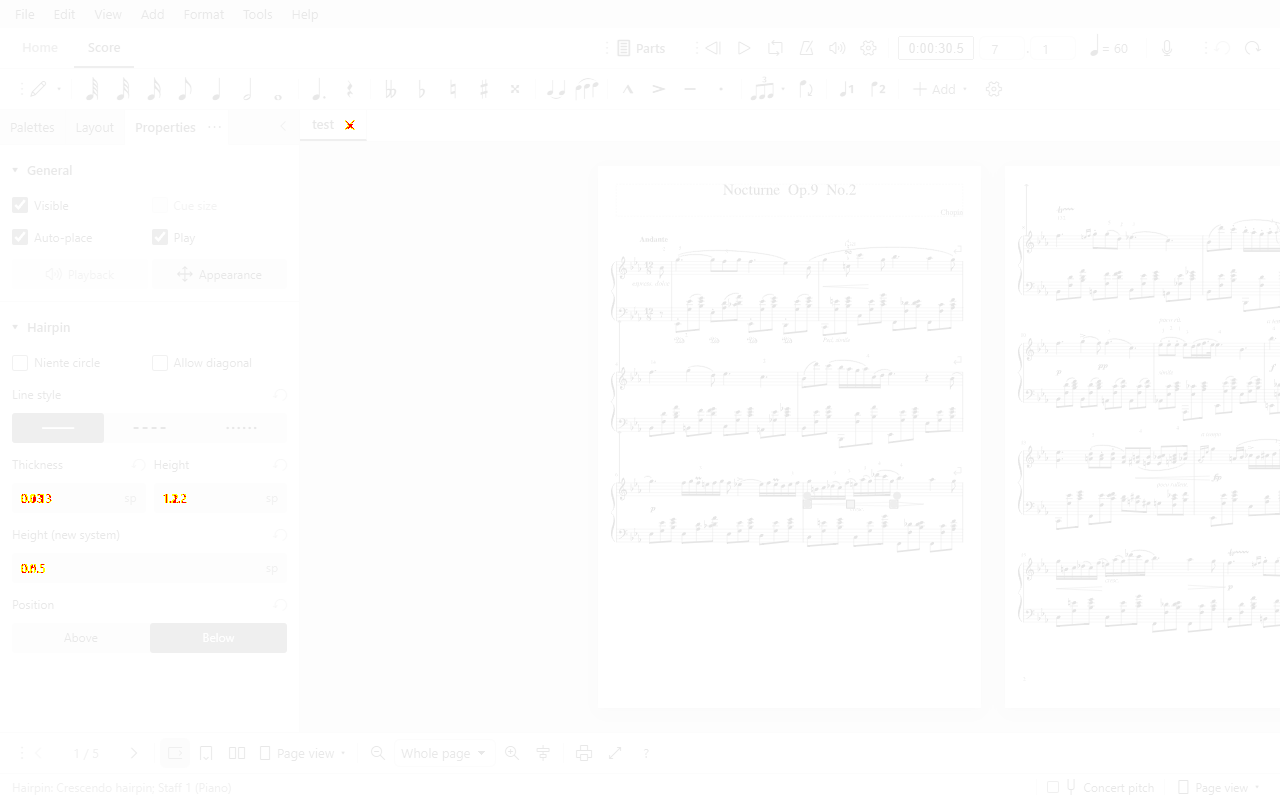 File Edit View Add Format Tools Help
Home Score Parts 0:00:30.5 7 . 1 = 60
Add
Palettes Layout Properties test
General
Visible Cue size
Auto-place Play
Playback Appearance
Hairpin
Niente circle Allow diagonal
Line style
Thickness Height
sp sp
Height (new system)
sp
Position
Above Below
Nocturne Op.9 No.2
Chopin
Andante
1 / 5 Page view Whole page ?
Hairpin: Crescendo hairpin; Staff 1 (Piano) Concert pitch Page view